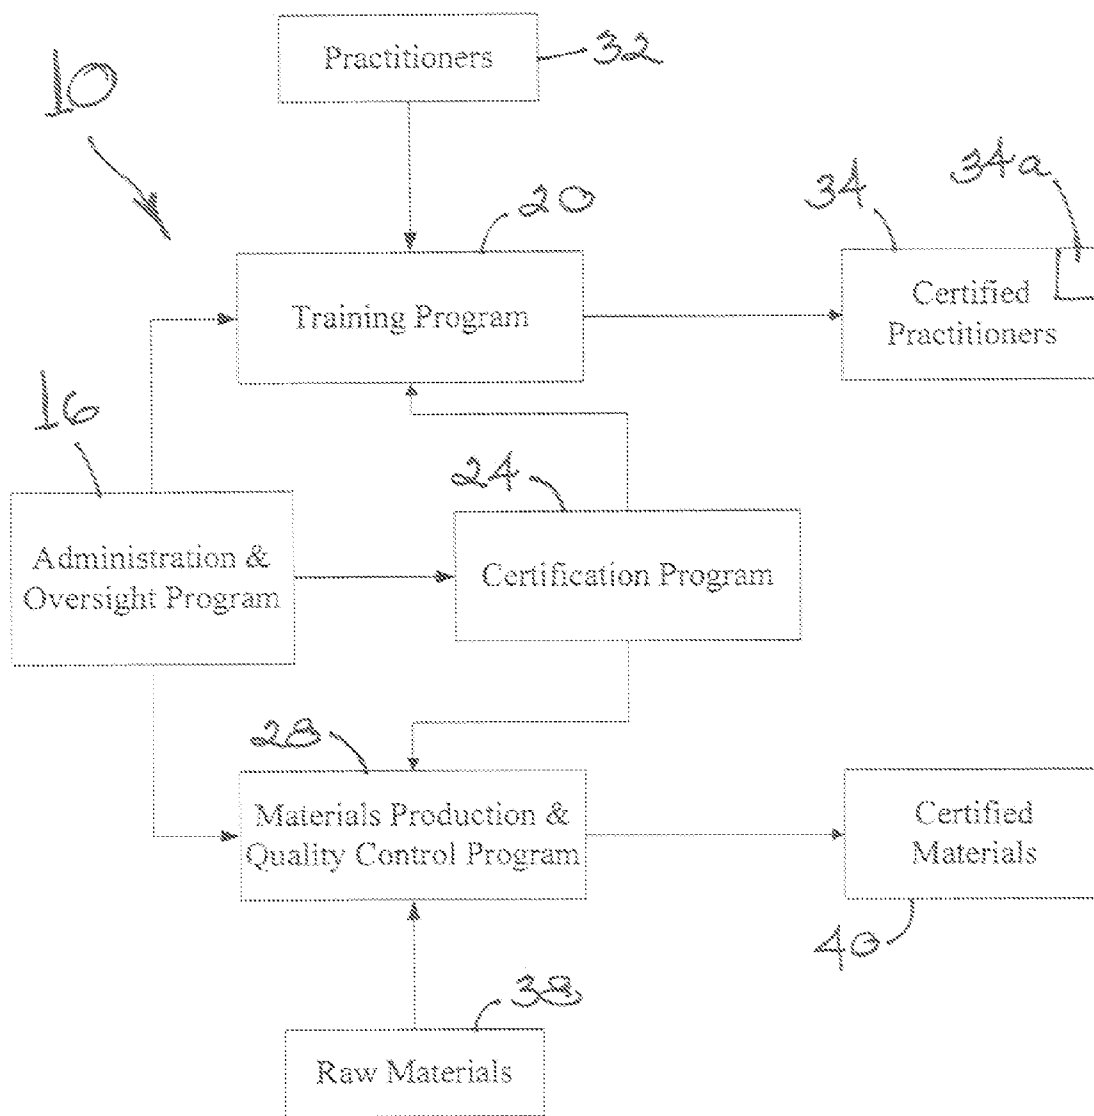 Practitioners
32
10
20
34
34a
Training Program
Certified
Practitioners
16
24
Administration &
Oversight Program
Certification Program
28
Materials Production &
Quality Control Program
Certified
Materials
40
38
Raw Materials